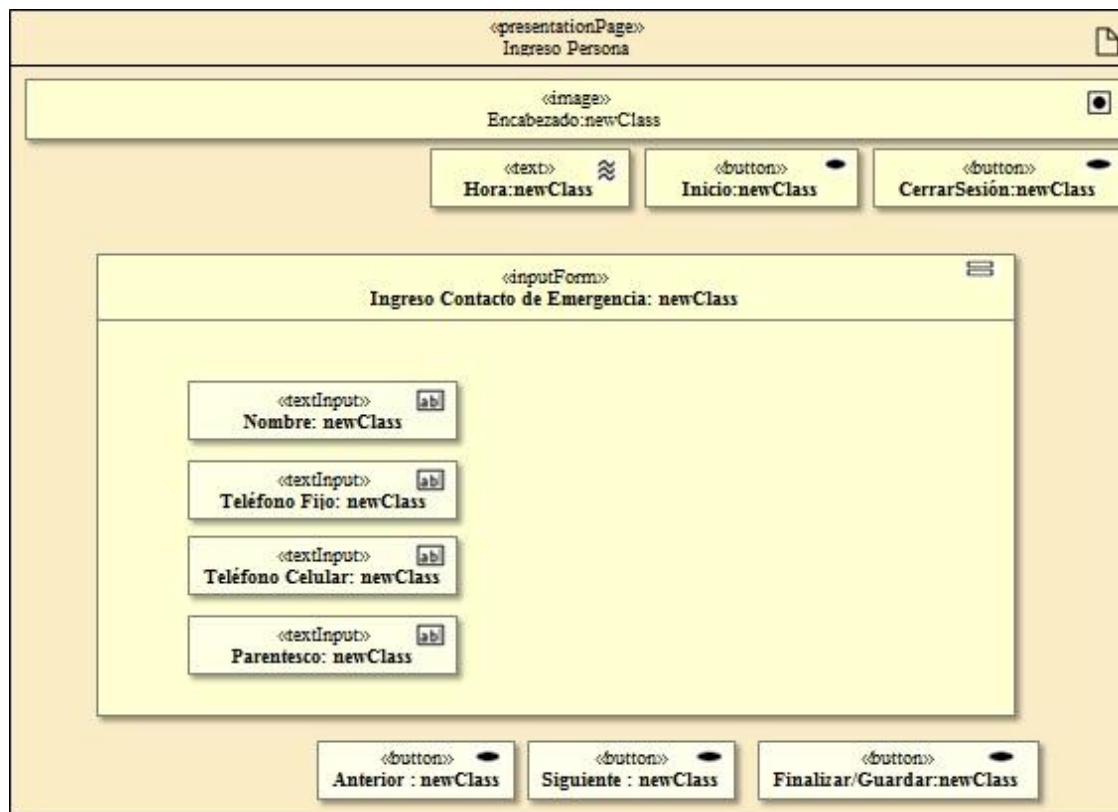 «presentationPage»
Ingreso Persona
«image»
Encabezado:newClass
«text»
Hora:newClass
«button»
Inicio:newClass
«button»
CerrarSesión:newClass
«inputForm»
Ingreso Contacto de Emergencia: newClass
«textInput»
Nombre: newClass
«textInput»
Teléfono Fijo: newClass
«textInput»
Teléfono Celular: newClass
«textInput»
Parentesco: newClass
«button»
Anterior : newClass
«button»
Siguiente : newClass
«button»
Finalizar/Guardar:newClass